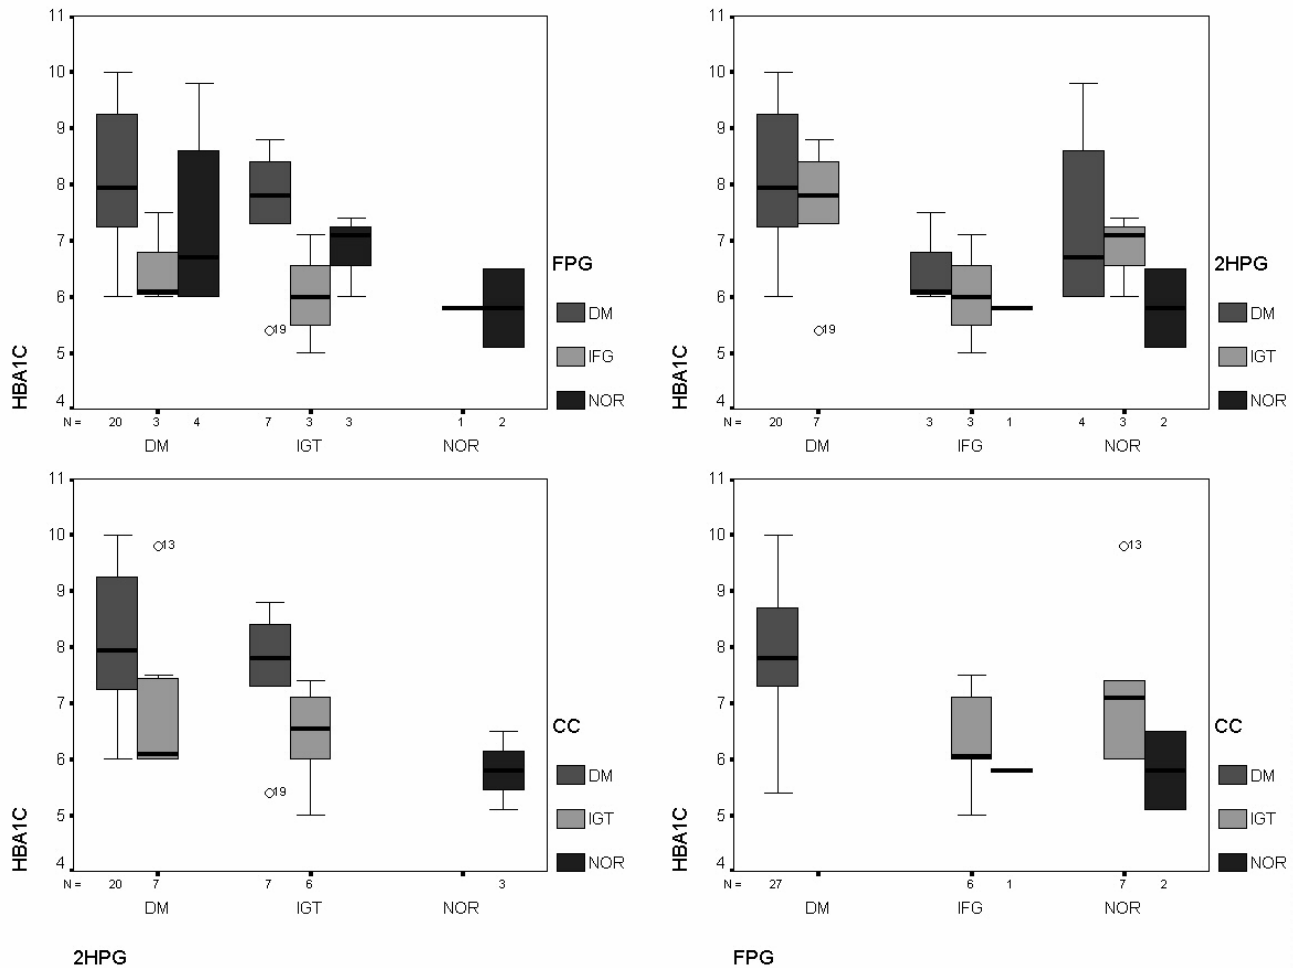 11
10
9
8
7
6
5
4
HBA1C
19
FPG
DM
IFG
NOR
N = 20 3 4 7 3 3 1 2
DM IGT NOR
11
10
9
8
7
6
5
4
HBA1C
19
2HPG
DM
IGT
NOR
N = 20 7 3 3 1 4 3 2
DM IFG NOR
11
10
9
8
7
6
5
4
HBA1C
13
19
CC
DM
IGT
NOR
N = 20 7 7 6 3
DM IGT NOR
2HPG
11
10
9
8
7
6
5
4
HBA1C
13
CC
DM
IGT
NOR
N = 27 6 1 7 2
DM IFG NOR
FPG